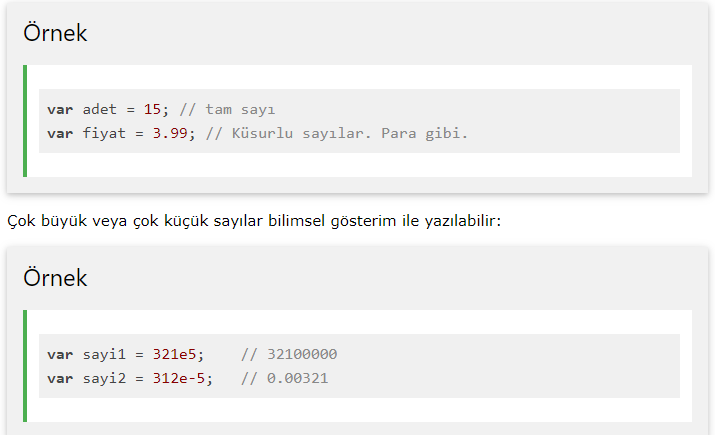 Örnek
var adet = 15; // tam sayı
var fiyat = 3.99; // Küsurlu sayılar. Para gibi.
Çok büyük veya çok küçük sayılar bilimsel gösterim ile yazılabilir:
Örnek
var sayi1 = 321e5;    // 32100000
var sayi2 = 312e-5;   // 0.00321